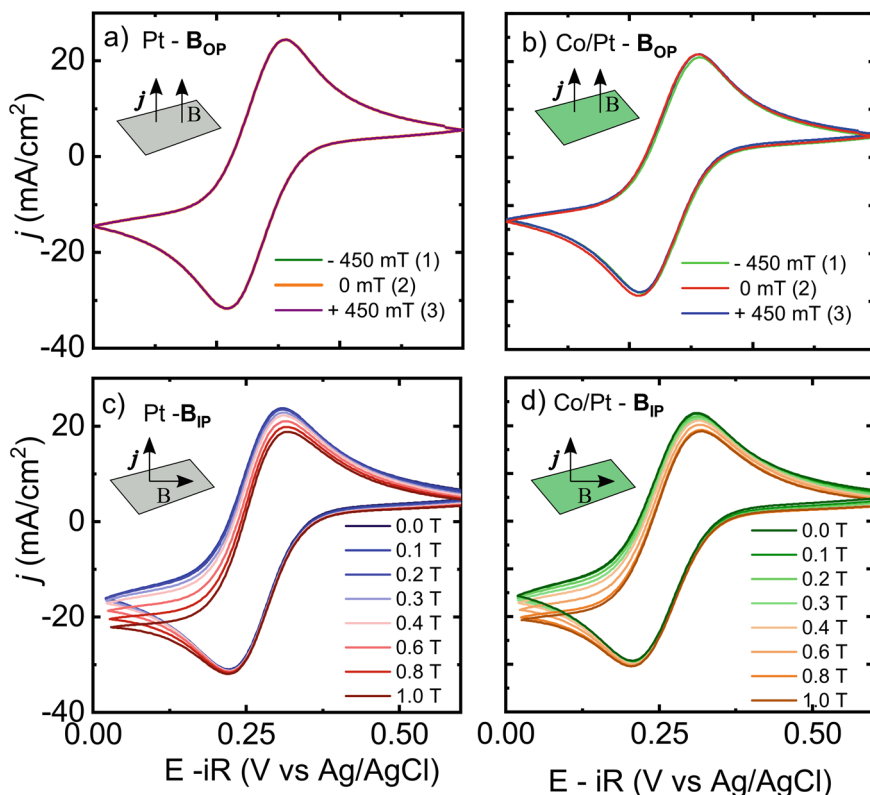 a) Pt - B_OP
j
B
- 450 mT (1)
0 mT (2)
+ 450 mT (3)
20
0
-20
-40
j (mA/cm²)
b) Co/Pt - B_OP
j
B
- 450 mT (1)
0 mT (2)
+ 450 mT (3)
c) Pt -B_IP
j
B
0.0 T
0.1 T
0.2 T
0.3 T
0.4 T
0.6 T
0.8 T
1.0 T
20
0
-20
-40
j (mA/cm²)
0.00 0.25 0.50
E -iR (V vs Ag/AgCl)
d) Co/Pt - B_IP
j
B
0.0 T
0.1 T
0.2 T
0.3 T
0.4 T
0.6 T
0.8 T
1.0 T
0.00 0.25 0.50
E - iR (V vs Ag/AgCl)